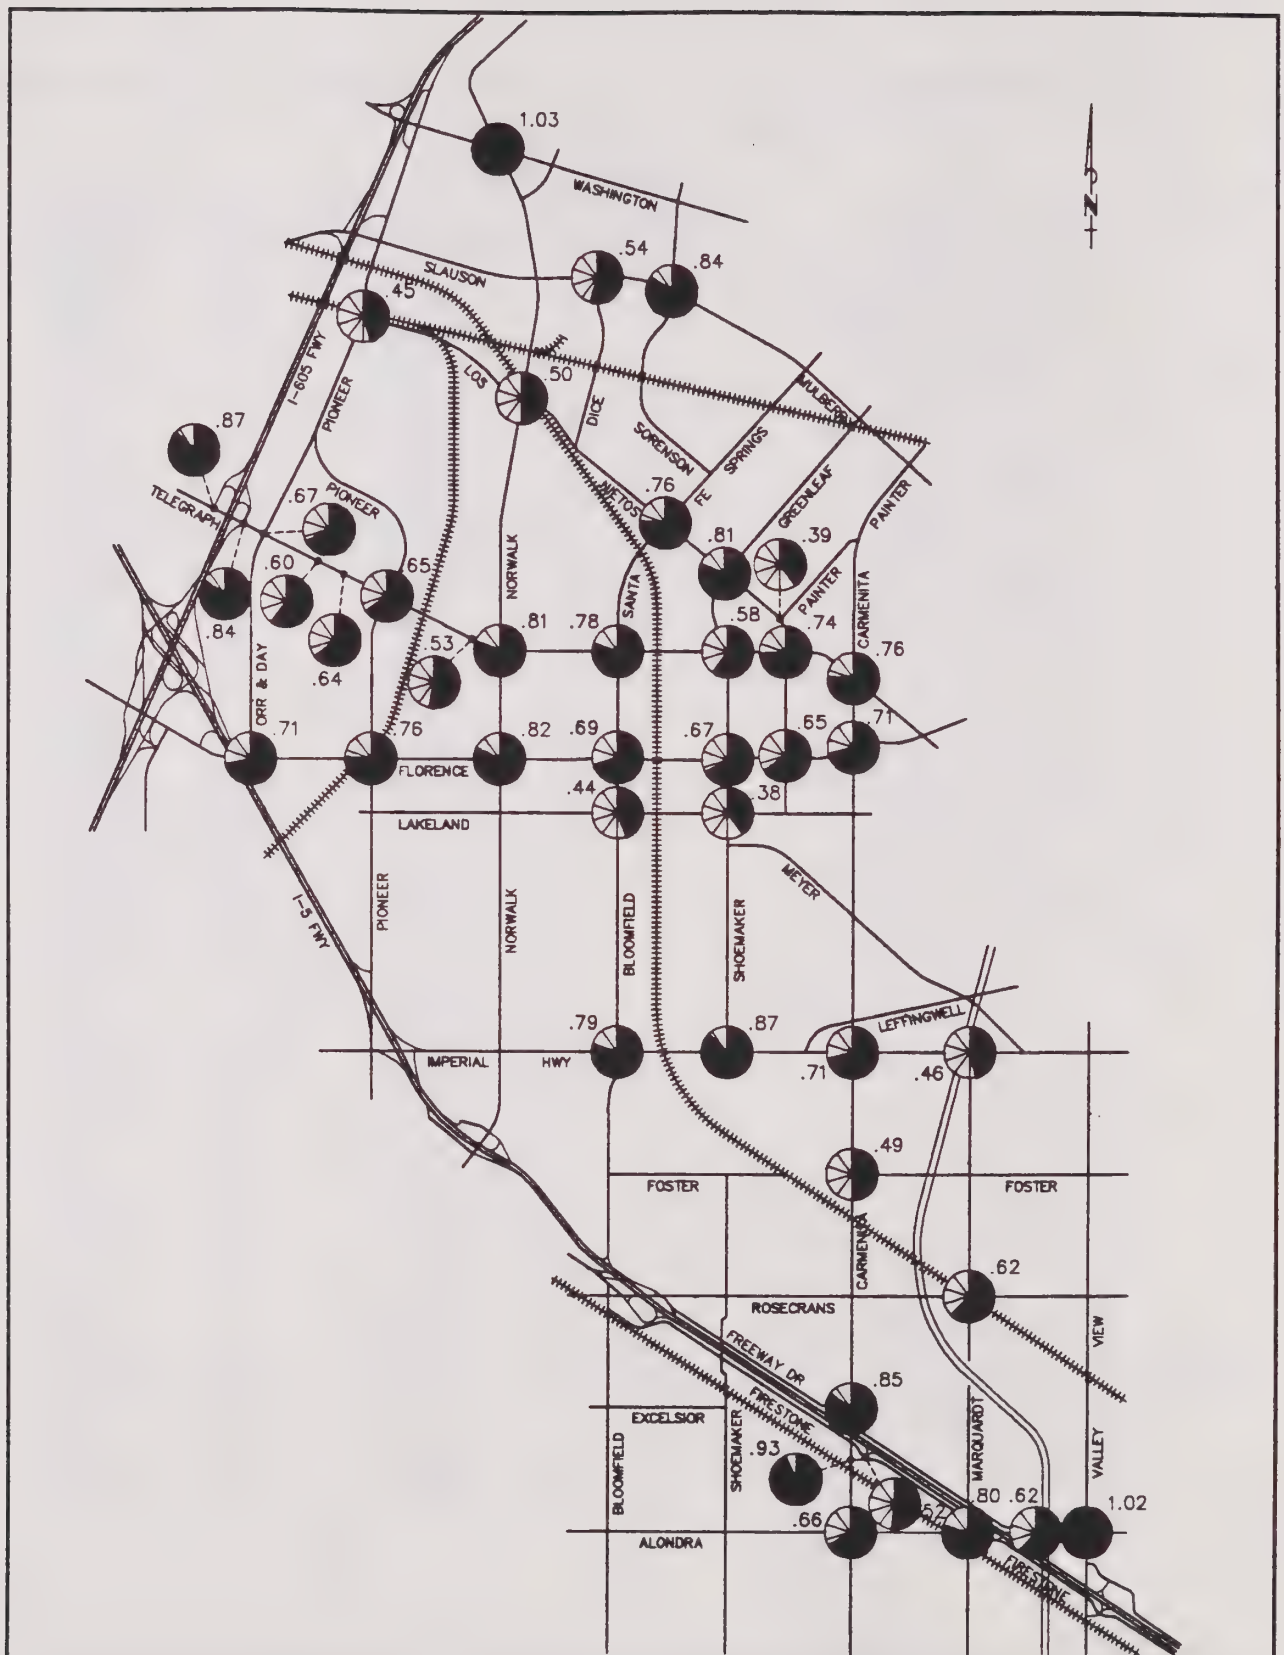 1.03
WASHINGTON
N
.54
.84
SLAUSON
.45
I-605 FWY
PIONEER
LOS
.50
DICE
MULBERRY
SORENSON
SPRINGS
.87
TELEGRAPH
PIONEER
.67
NIETOS
.76
FE
GREENLEAF
PAINTER
.81
.39
.60
.65
NORWALK
SANTA
PAINTER
CARMENITA
.84
.64
.53
.81
.78
.58
.74
.76
ORR & DAY
.71
.76
.82
.69
.67
.65
.71
FLORENCE
.44
.38
LAKELAND
MEYER
PIONEER
I-5 FWY
NORWALK
BLOOMFIELD
SHOEMAKER
LEFFINGWELL
.79
.87
IMPERIAL HWY
.71
.46
.49
FOSTER
FOSTER
CARMENITA
.62
ROSECRANS
VIEW
FREEWAY DR
FIRESTONE
.85
EXCELSIOR
SHOEMAKER
MARQUARDT
VALLEY
BLOOMFIELD
.93
.66
.80
.62
1.02
ALONDRA
FIRESTONE